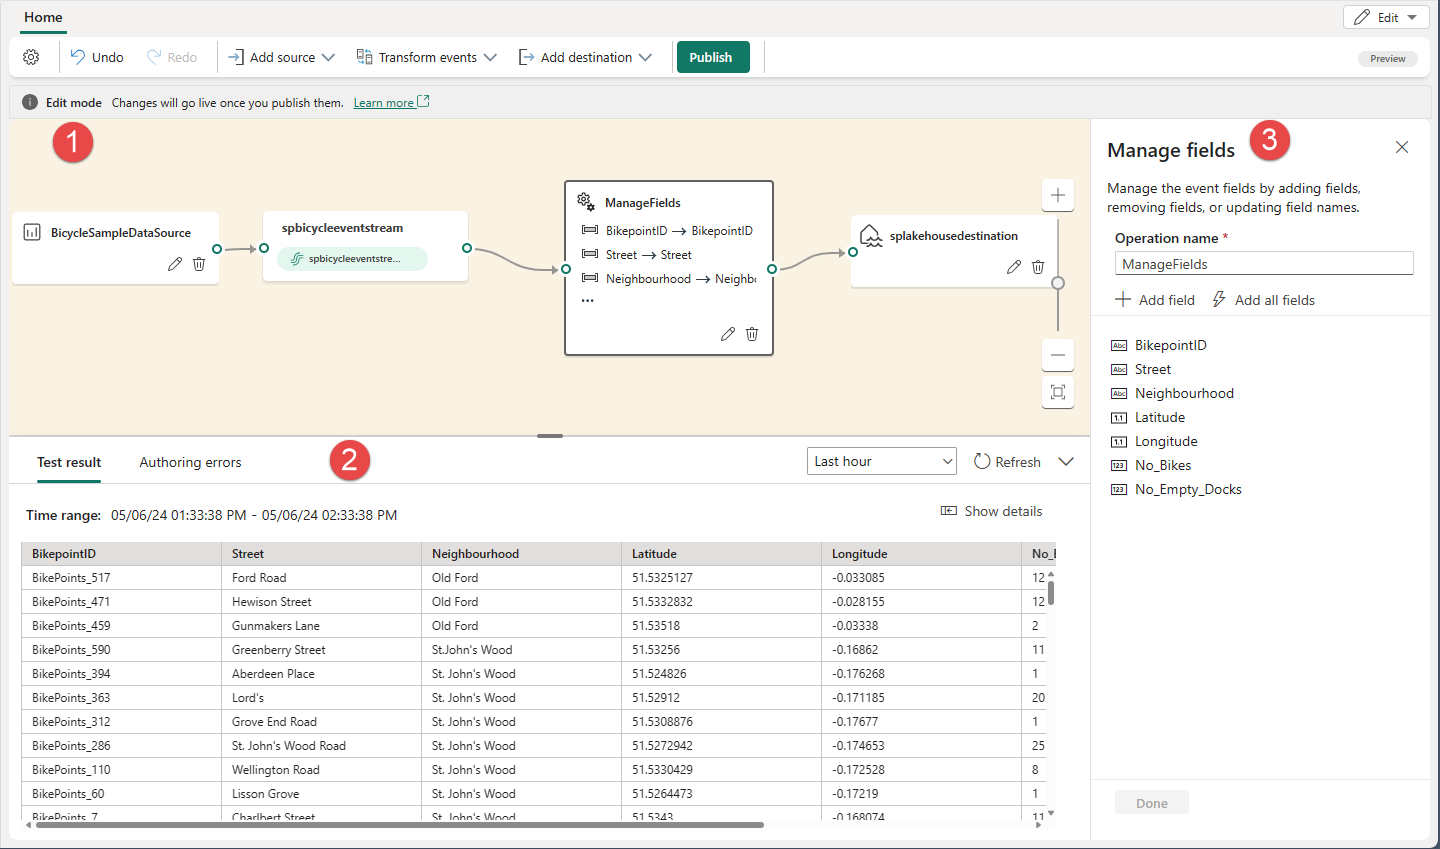 Home
Edit
Undo
Redo
Add source
Transform events
Add destination
Publish
Preview
Edit mode Changes will go live once you publish them. Learn more
1
BicycleSampleDataSource
spbicycleeventstream
spbicycleeventstre...
ManageFields
BikepointID → BikepointID
Street → Street
Neighbourhood → Neighb
...
splakehousedestination
3
Manage fields
Manage the event fields by adding fields,
removing fields, or updating field names.
Operation name *
ManageFields
Add field
Add all fields
Abc BikepointID
Abc Street
Abc Neighbourhood
1.1 Latitude
1.1 Longitude
123 No_Bikes
123 No_Empty_Docks
Done
2
Test result
Authoring errors
Last hour
Refresh
Time range: 05/06/24 01:33:38 PM - 05/06/24 02:33:38 PM
Show details
BikepointID Street Neighbourhood Latitude Longitude No_
BikePoints_517 Ford Road Old Ford 51.5325127 -0.033085 12
BikePoints_471 Hewison Street Old Ford 51.5332832 -0.028155 12
BikePoints_459 Gunmakers Lane Old Ford 51.53518 -0.03338 2
BikePoints_590 Greenberry Street St.John's Wood 51.53256 -0.16862 11
BikePoints_394 Aberdeen Place St. John's Wood 51.524826 -0.176268 1
BikePoints_363 Lord's St. John's Wood 51.52912 -0.171185 20
BikePoints_312 Grove End Road St. John's Wood 51.5308876 -0.17677 1
BikePoints_286 St. John's Wood Road St. John's Wood 51.5272942 -0.174653 25
BikePoints_110 Wellington Road St. John's Wood 51.5330429 -0.172528 8
BikePoints_60 Lisson Grove St. John's Wood 51.5264473 -0.17219 1
BikePoints_7 Charlbert Street St. John's Wood 51.5343 -0.168074 11